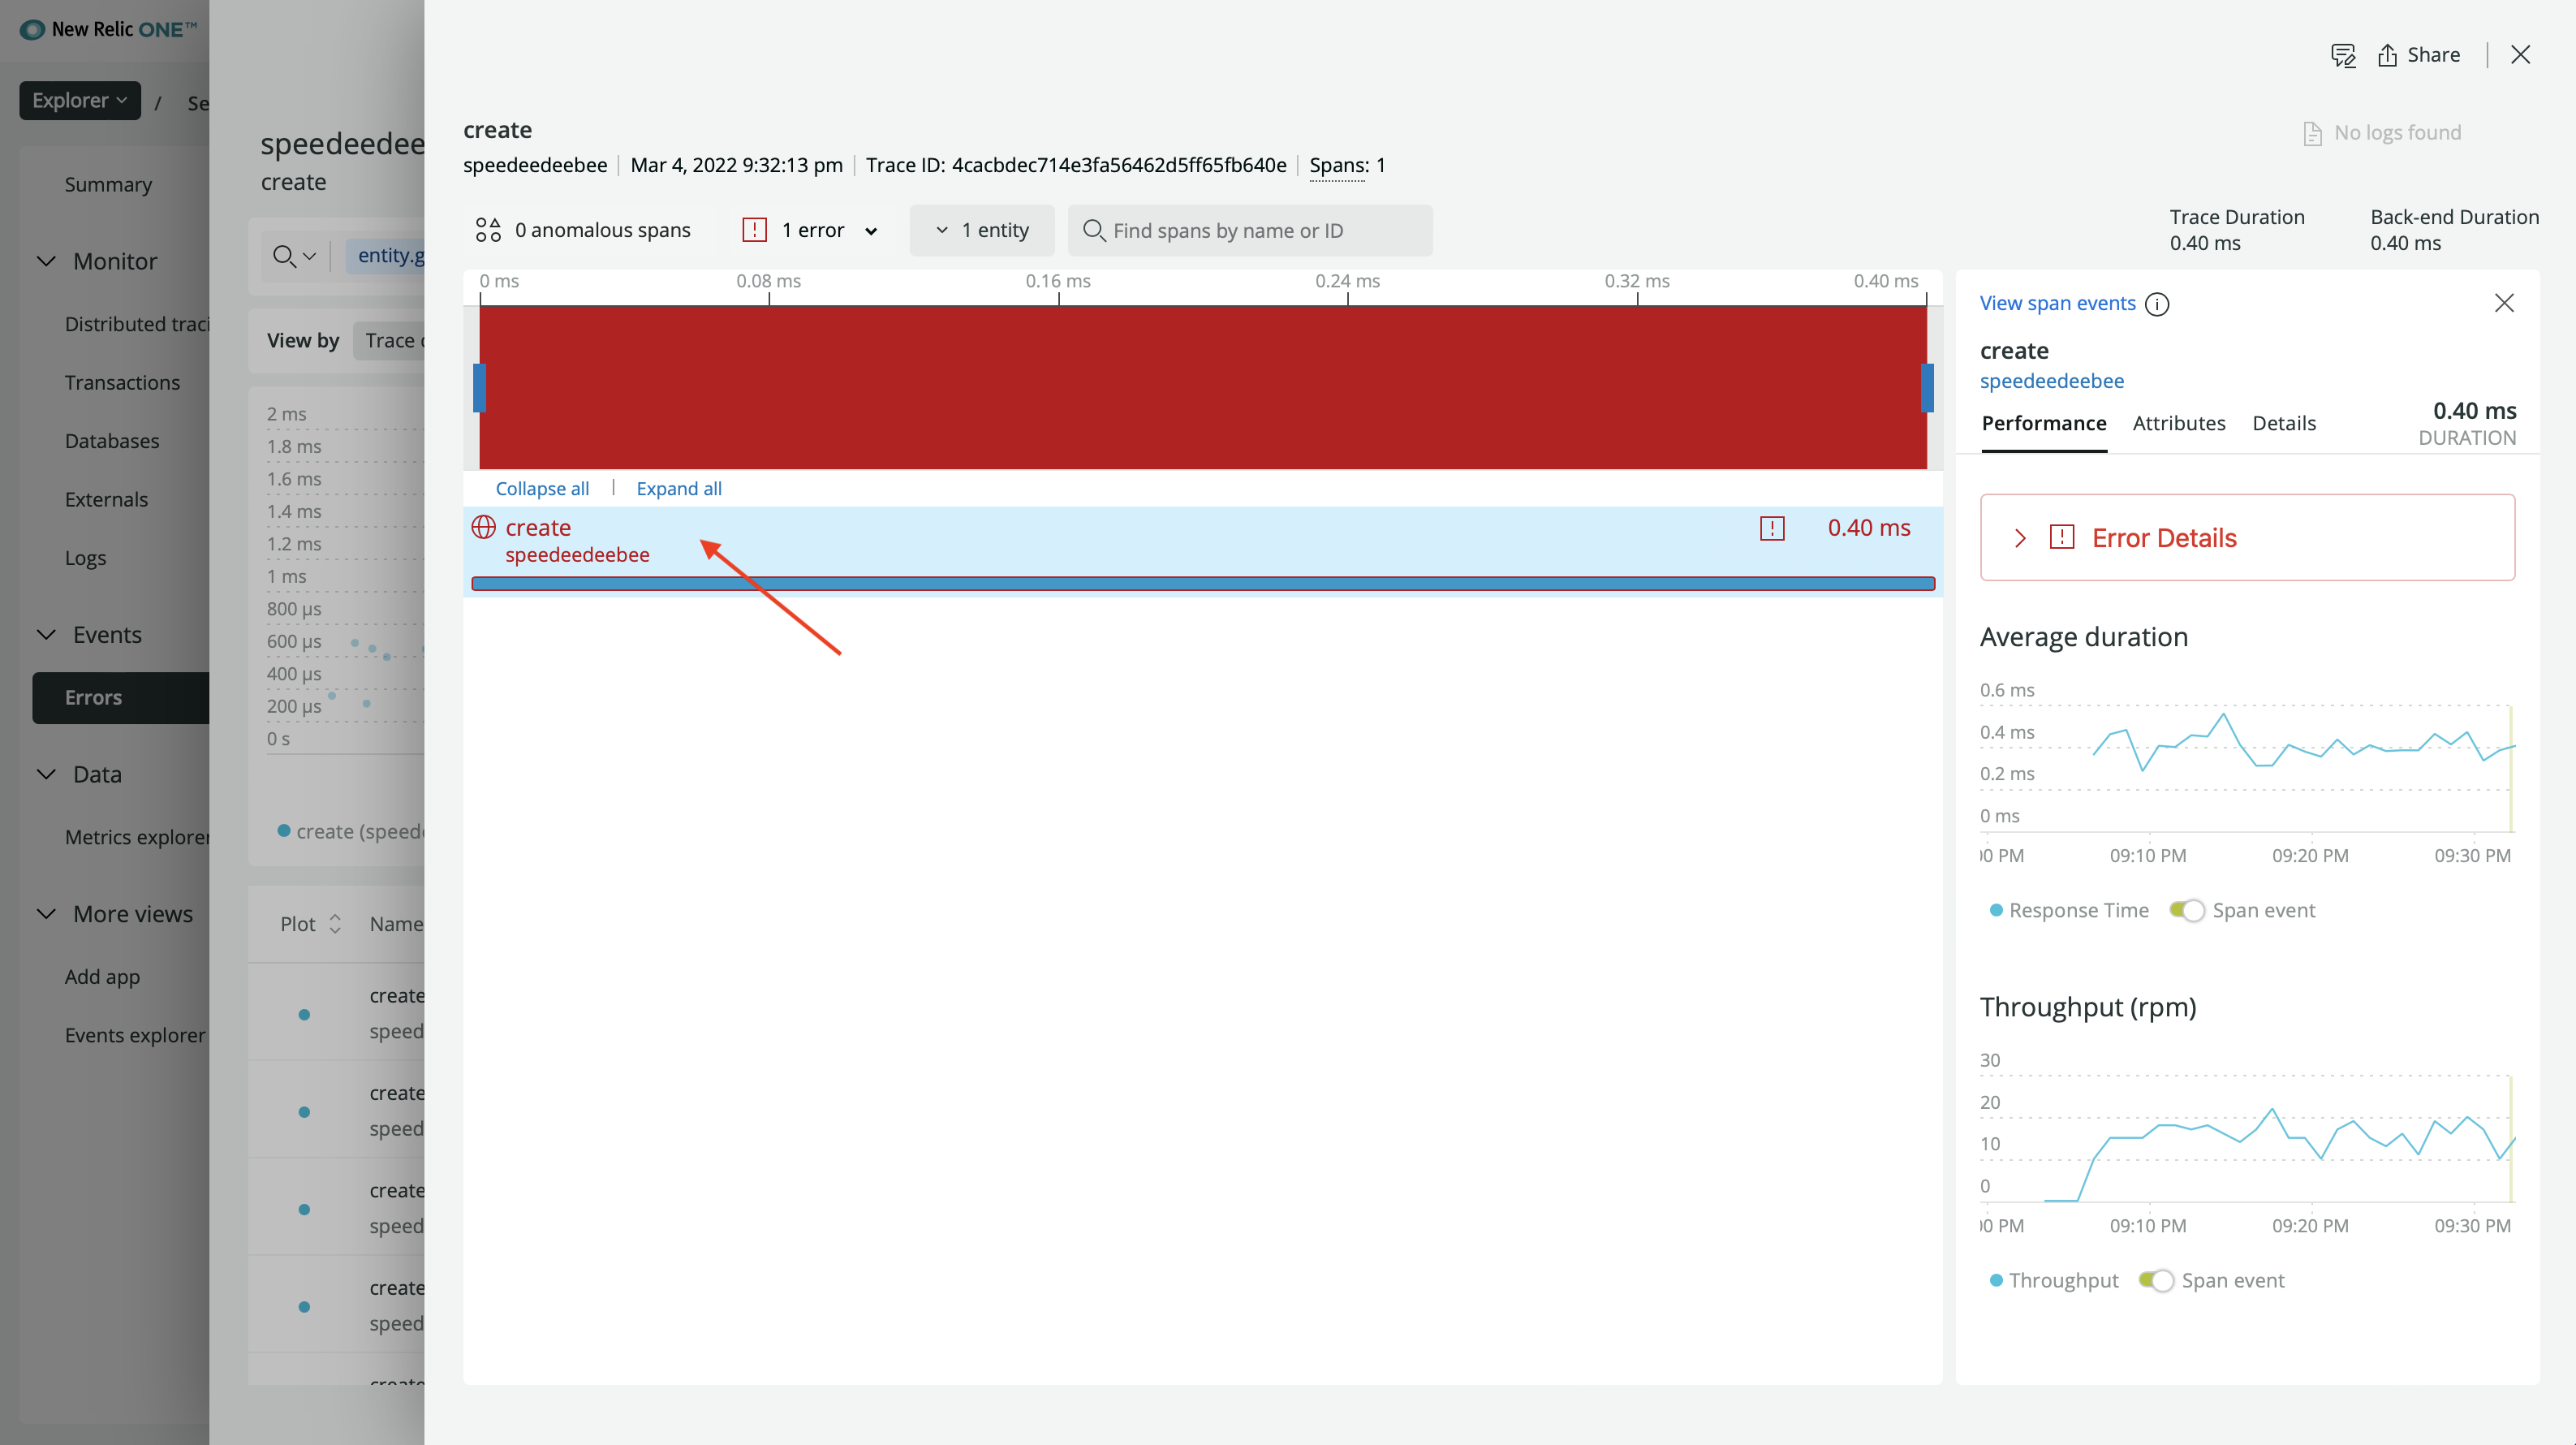 New Relic ONE™
Explorer
/
Se
Summary
Monitor
Distributed traci
Transactions
Databases
Externals
Logs
Events
Errors
Data
Metrics explorer
More views
Add app
Events explorer
speedeedee
create
entity.g
View by
Trace
2 ms
1.8 ms
1.6 ms
1.4 ms
1.2 ms
1 ms
800 µs
600 µs
400 µs
200 µs
0 s
create (speed
Plot
Name
create
speed
create
speed
create
speed
create
speed
create
Share
create
No logs found
speedeedeebee
Mar 4, 2022 9:32:13 pm
Trace ID: 4cacbdec714e3fa56462d5ff65fb640e
Spans: 1
0 anomalous spans
1 error
1 entity
Find spans by name or ID
Trace Duration
0.40 ms
Back-end Duration
0.40 ms
0 ms
0.08 ms
0.16 ms
0.24 ms
0.32 ms
0.40 ms
Collapse all
Expand all
create
speedeedeebee
0.40 ms
View span events
create
speedeedeebee
Performance
Attributes
Details
0.40 ms
DURATION
Error Details
Average duration
0.6 ms
0.4 ms
0.2 ms
0 ms
00 PM
09:10 PM
09:20 PM
09:30 PM
Response Time
Span event
Throughput (rpm)
30
20
10
0
00 PM
09:10 PM
09:20 PM
09:30 PM
Throughput
Span event